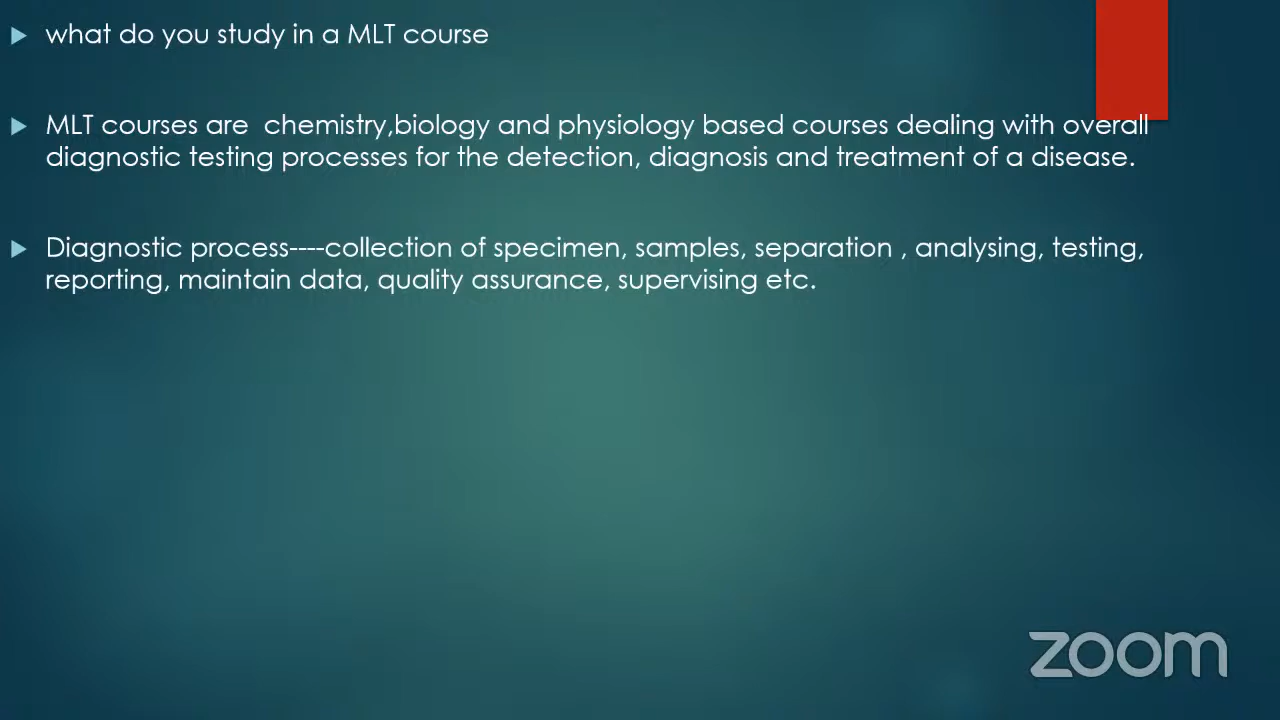 what do you study in a MLT course
MLT courses are chemistry,biology and physiology based courses dealing with overall
diagnostic testing processes for the detection, diagnosis and treatment of a disease.
Diagnostic process----collection of specimen, samples, separation , analysing, testing,
reporting, maintain data, quality assurance, supervising etc.
zoom